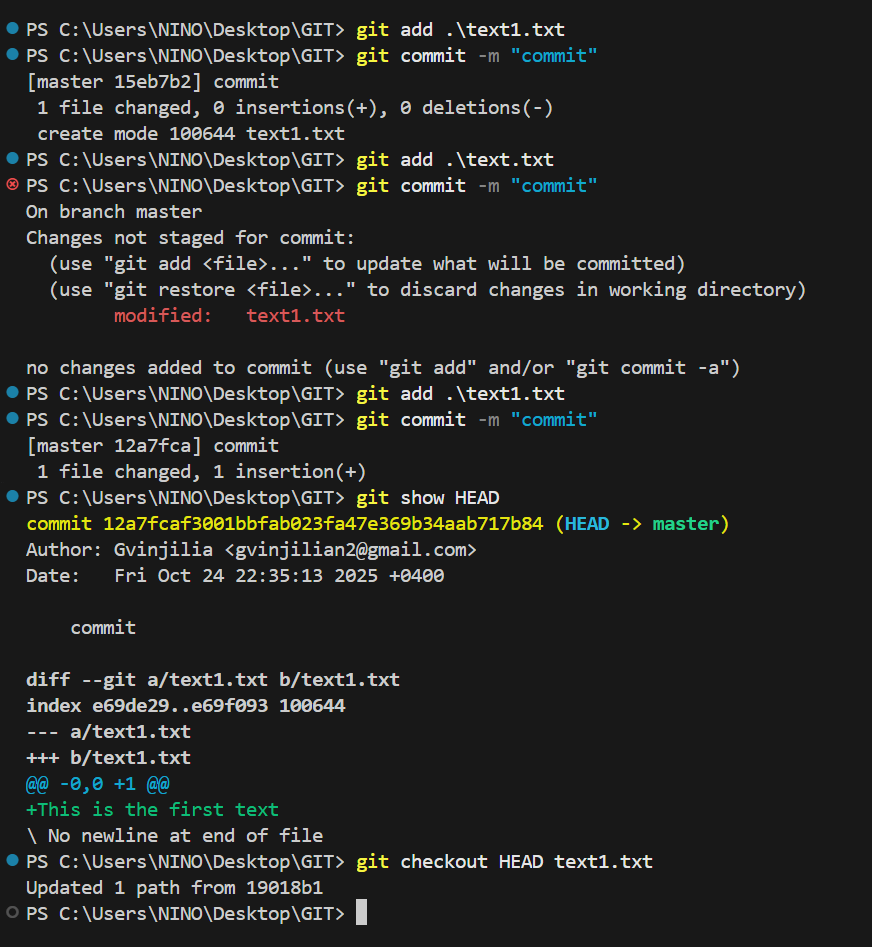 PS C:\Users\NINO\Desktop\GIT> git add .\text1.txt
PS C:\Users\NINO\Desktop\GIT> git commit -m "commit"
[master 15eb7b2] commit
 1 file changed, 0 insertions(+), 0 deletions(-)
 create mode 100644 text1.txt
PS C:\Users\NINO\Desktop\GIT> git add .\text.txt
PS C:\Users\NINO\Desktop\GIT> git commit -m "commit"
On branch master
Changes not staged for commit:
  (use "git add <file>..." to update what will be committed)
  (use "git restore <file>..." to discard changes in working directory)
        modified:   text1.txt

no changes added to commit (use "git add" and/or "git commit -a")
PS C:\Users\NINO\Desktop\GIT> git add .\text1.txt
PS C:\Users\NINO\Desktop\GIT> git commit -m "commit"
[master 12a7fca] commit
 1 file changed, 1 insertion(+)
PS C:\Users\NINO\Desktop\GIT> git show HEAD
commit 12a7fcaf3001bbfab023fa47e369b34aab717b84 (HEAD -> master)
Author: Gvinjilia <gvinjilian2@gmail.com>
Date:   Fri Oct 24 22:35:13 2025 +0400

    commit

diff --git a/text1.txt b/text1.txt
index e69de29..e69f093 100644
--- a/text1.txt
+++ b/text1.txt
@@ -0,0 +1 @@
+This is the first text
\ No newline at end of file
PS C:\Users\NINO\Desktop\GIT> git checkout HEAD text1.txt
Updated 1 path from 19018b1
PS C:\Users\NINO\Desktop\GIT>